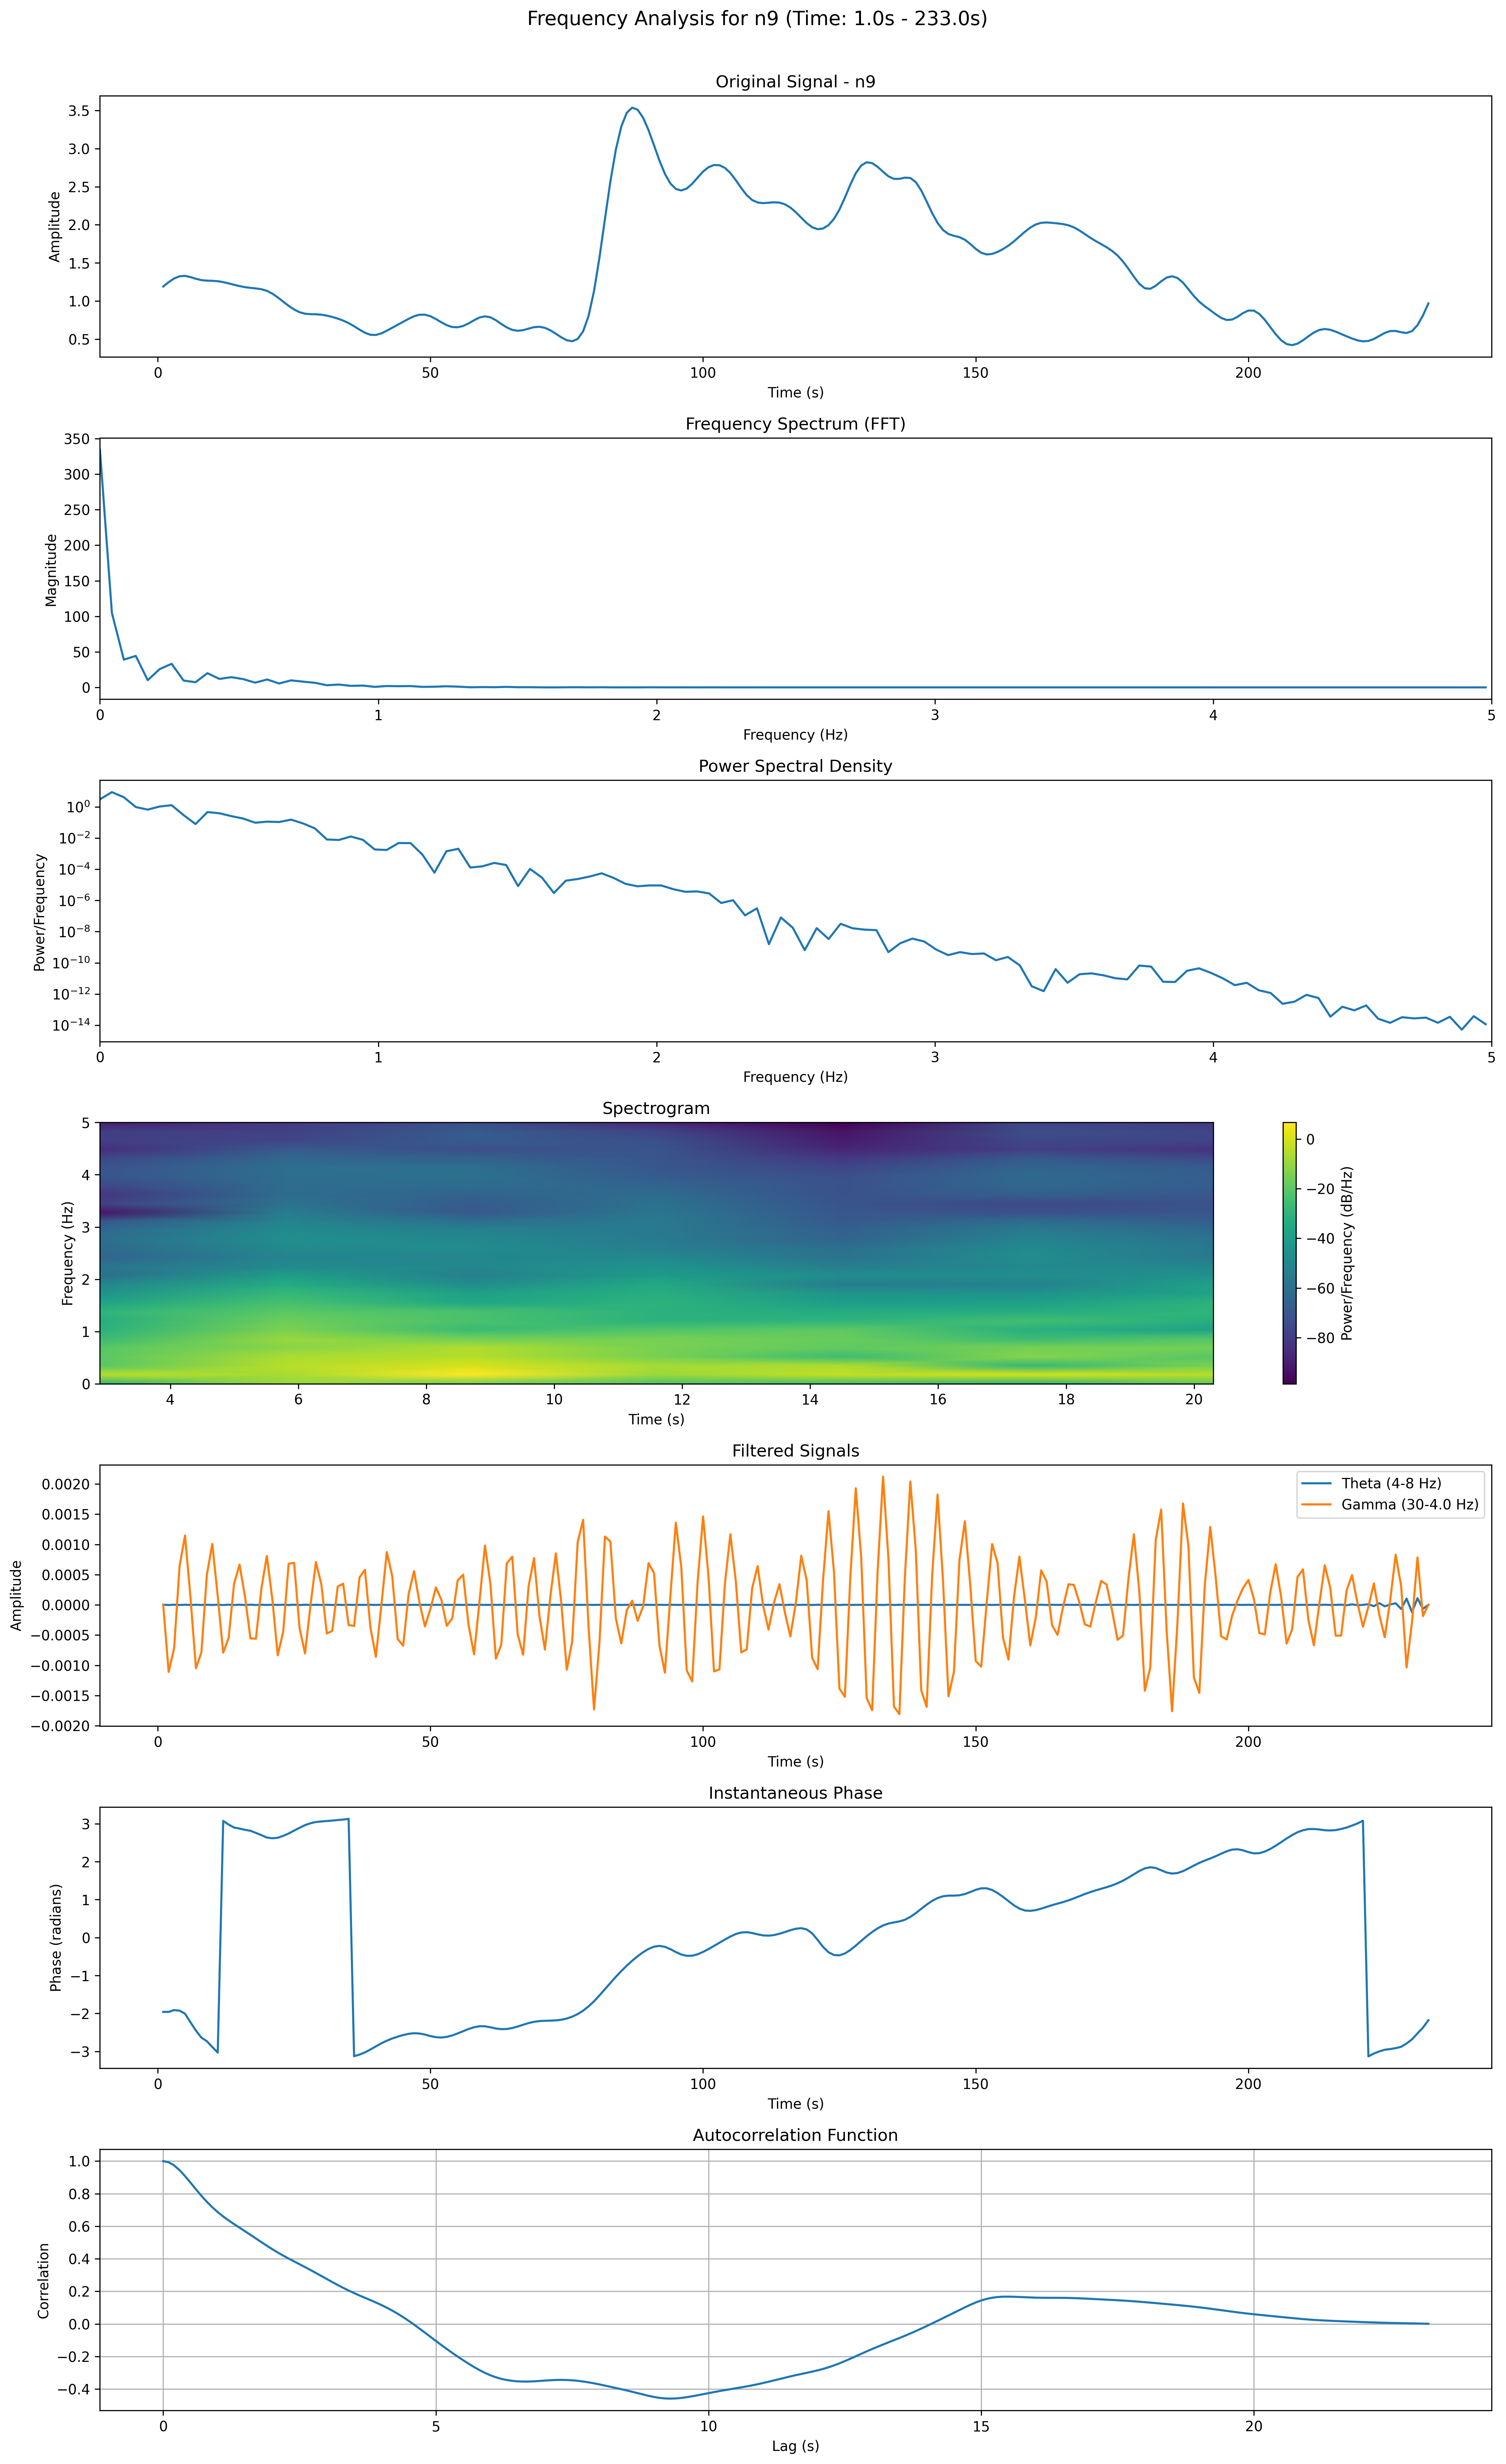 Frequency Analysis for n9 (Time: 1.0s - 233.0s)
Original Signal - n9
Amplitude
3.5
3.0
2.5
2.0
1.5
1.0
0.5
0 50 100 150 200
Time (s)
Frequency Spectrum (FFT)
Magnitude
350
300
250
200
150
100
50
0
0 1 2 3 4 5
Frequency (Hz)
Power Spectral Density
Power/Frequency
10⁰
10⁻²
10⁻⁴
10⁻⁶
10⁻⁸
10⁻¹⁰
10⁻¹²
10⁻¹⁴
0 1 2 3 4 5
Frequency (Hz)
Spectrogram
Frequency (Hz)
5
4
3
2
1
0
4 6 8 10 12 14 16 18 20
Time (s)
0
−20
−40
−60
−80
Power/Frequency (dB/Hz)
Filtered Signals
Amplitude
0.0020
0.0015
0.0010
0.0005
0.0000
−0.0005
−0.0010
−0.0015
−0.0020
Theta (4-8 Hz)
Gamma (30-4.0 Hz)
0 50 100 150 200
Time (s)
Instantaneous Phase
Phase (radians)
3
2
1
0
−1
−2
−3
0 50 100 150 200
Time (s)
Autocorrelation Function
Correlation
1.0
0.8
0.6
0.4
0.2
0.0
−0.2
−0.4
0 5 10 15 20
Lag (s)